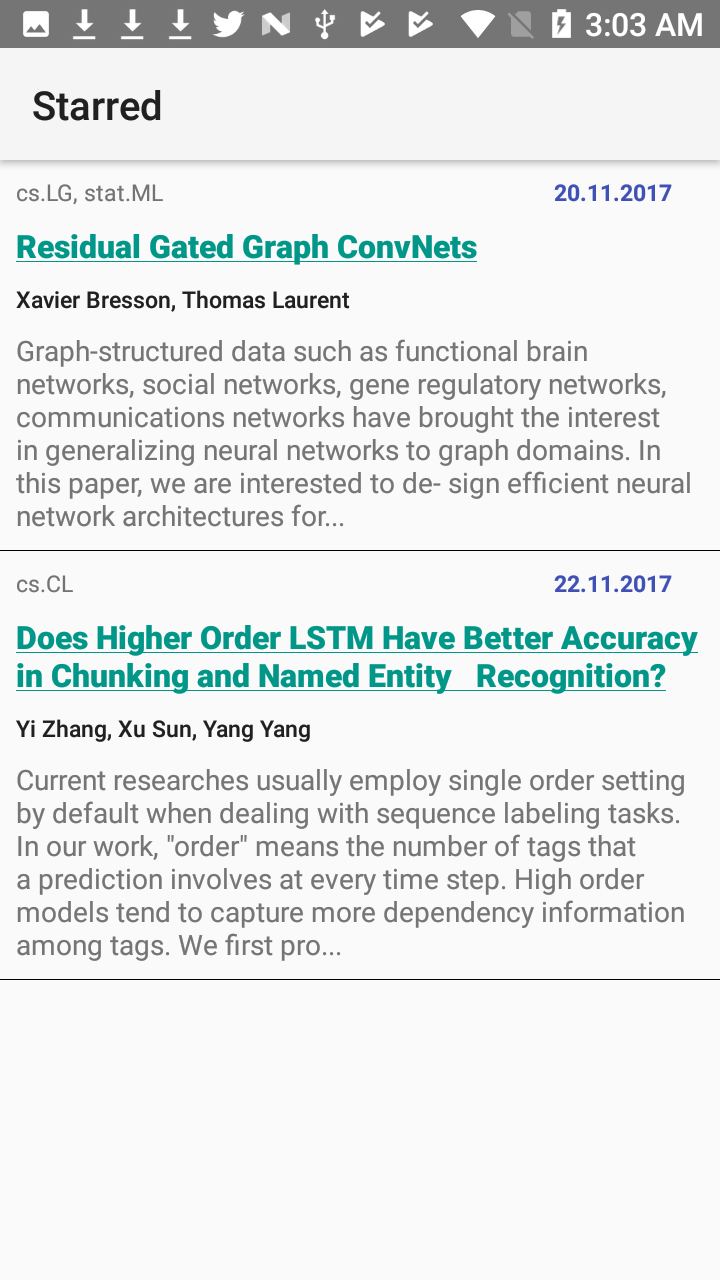 3:03 AM
Starred
cs.LG, stat.ML 20.11.2017
Residual Gated Graph ConvNets
Xavier Bresson, Thomas Laurent
Graph-structured data such as functional brain
networks, social networks, gene regulatory networks,
communications networks have brought the interest
in generalizing neural networks to graph domains. In
this paper, we are interested to de- sign efficient neural
network architectures for...
cs.CL 22.11.2017
Does Higher Order LSTM Have Better Accuracy
in Chunking and Named Entity   Recognition?
Yi Zhang, Xu Sun, Yang Yang
Current researches usually employ single order setting
by default when dealing with sequence labeling tasks.
In our work, "order" means the number of tags that
a prediction involves at every time step. High order
models tend to capture more dependency information
among tags. We first pro...